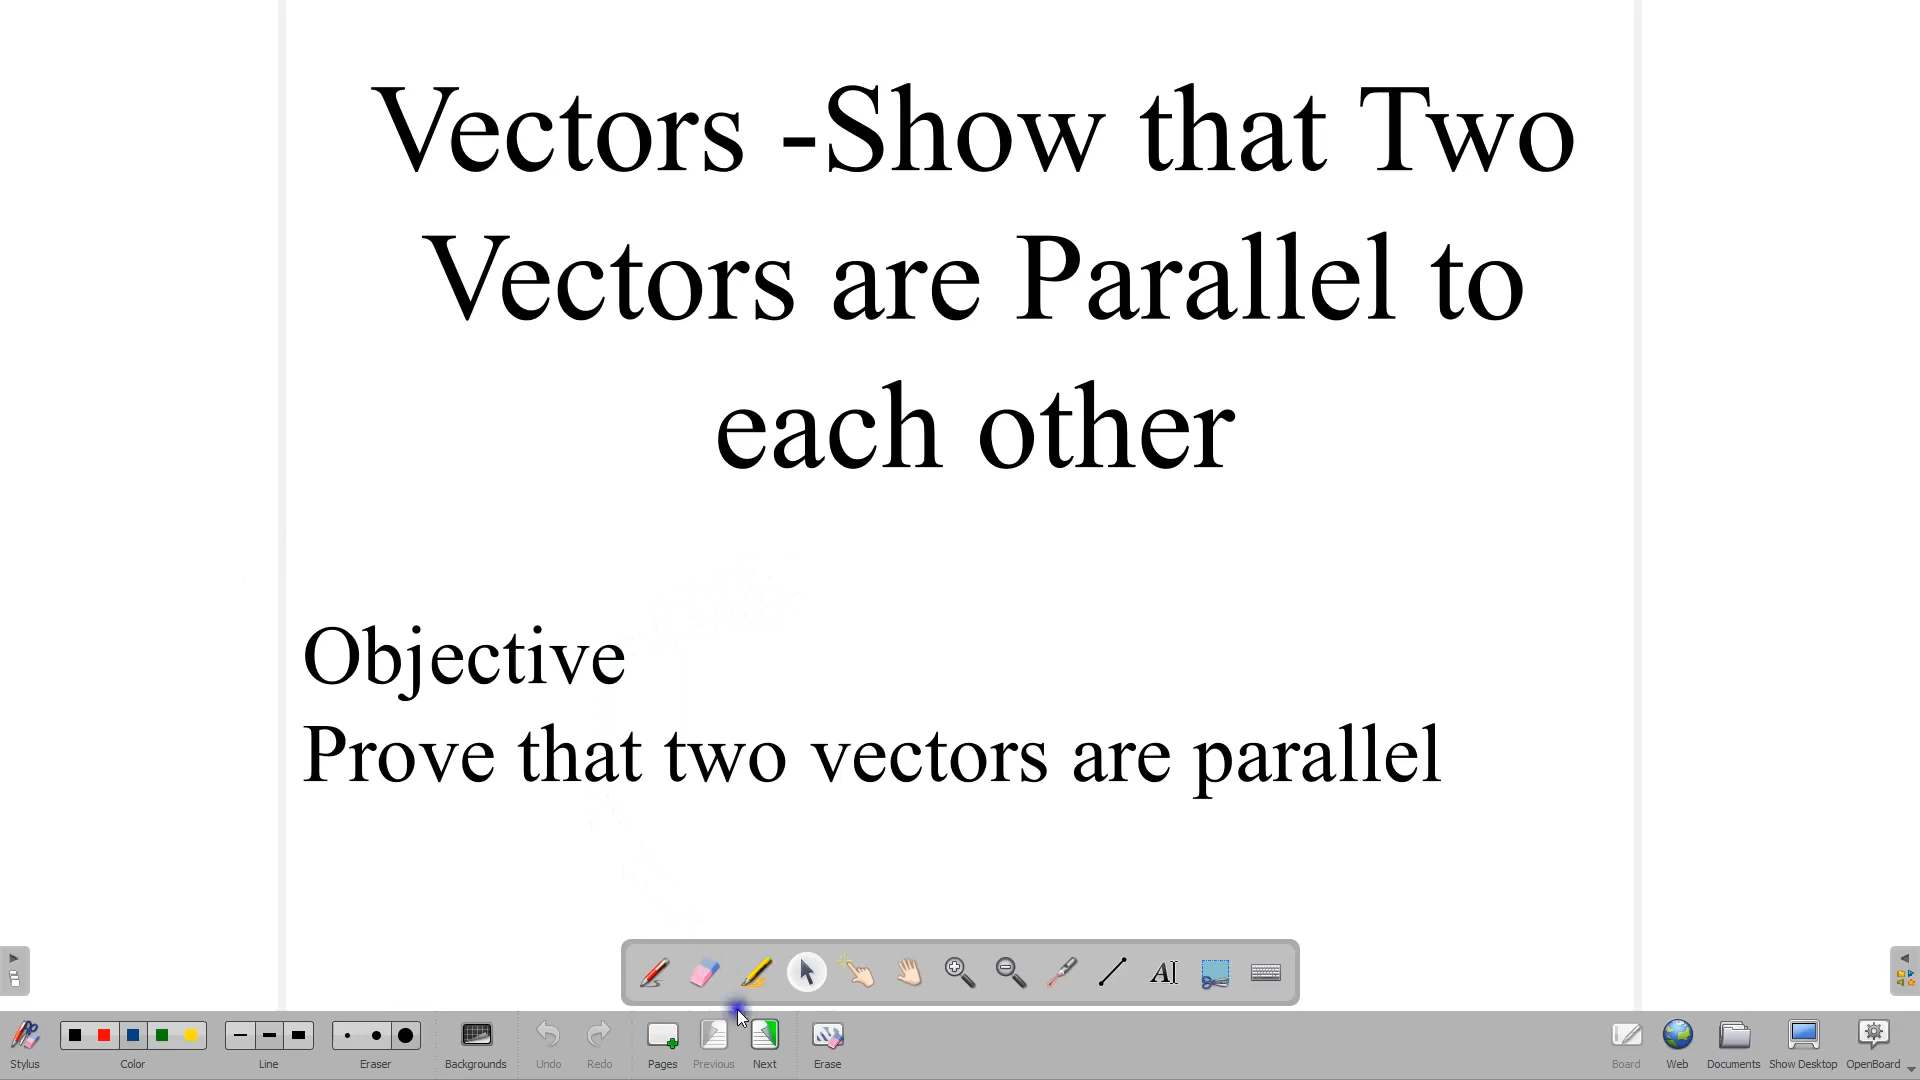 Vectors -Show that Two
Vectors are Parallel to
each other
Objective
Prove that two vectors are parallel
Stylus
Color
Line
Eraser
Backgrounds
Undo
Redo
Pages
Previous
Next
Erase
Board
Web
Documents
Show Desktop
OpenBoard